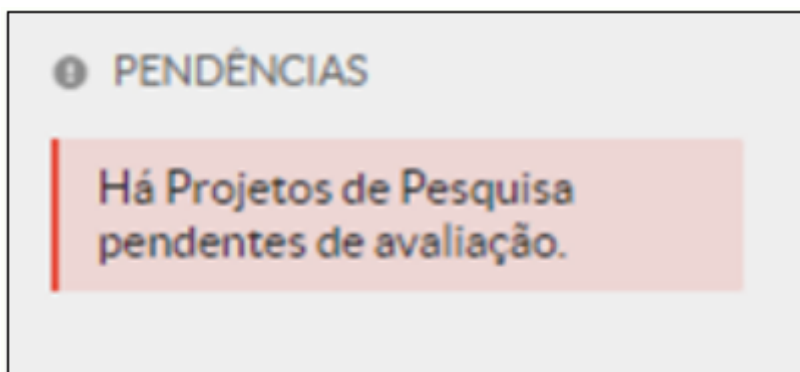 PENDÊNCIAS
Há Projetos de Pesquisa
pendentes de avaliação.